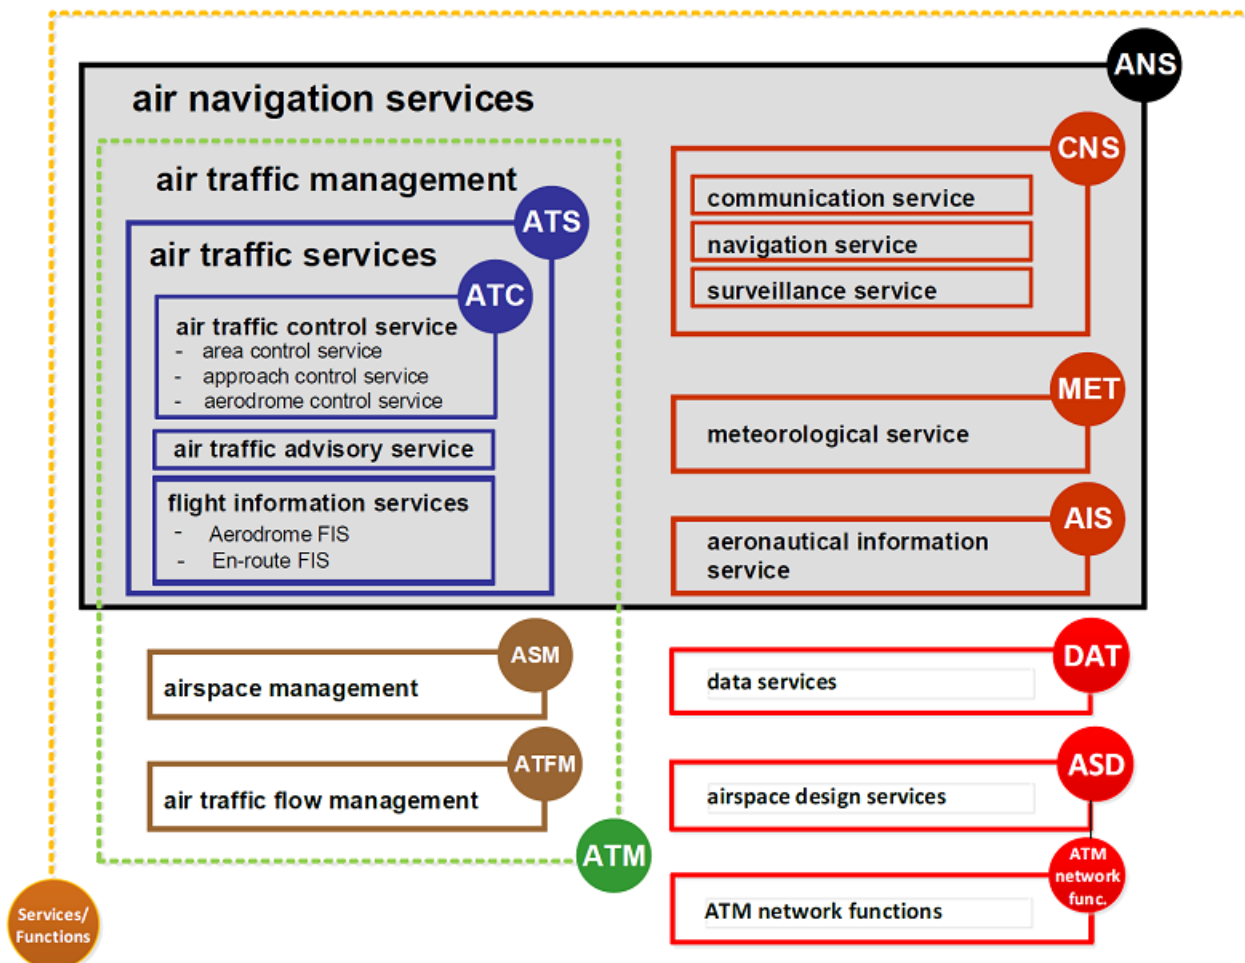 ANS
air navigation services
CNS
air traffic management
communication service
ATS
navigation service
air traffic services
surveillance service
ATC
air traffic control service
- area control service
- approach control service
- aerodrome control service
MET
meteorological service
air traffic advisory service
flight information services
- Aerodrome FIS
- En-route FIS
AIS
aeronautical information
service
ASM
airspace management
DAT
data services
ATFM
air traffic flow management
ASD
airspace design services
ATM
ATM
network
func.
ATM network functions
Services/
Functions